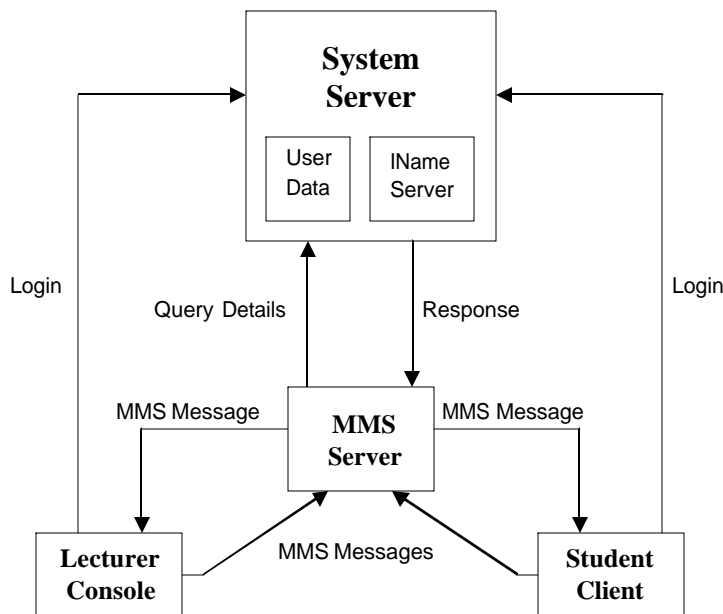 System
Server
User
Data
IName
Server
Login
Login
Query Details
Response
MMS Message
MMS Message
MMS
Server
Lecturer
Console
MMS Messages
Student
Client